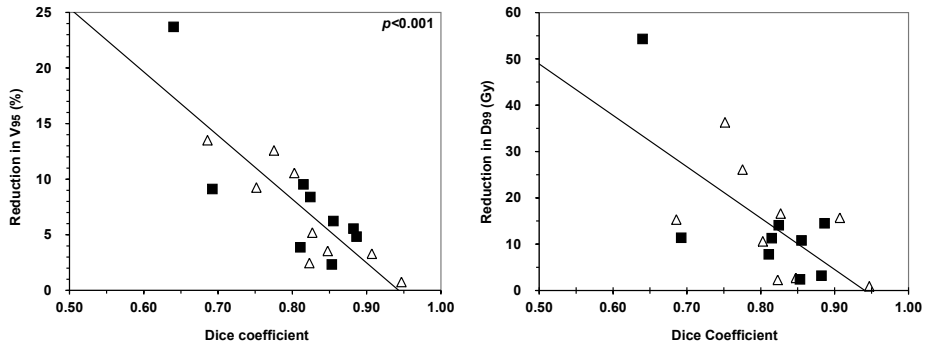 p<0.001
25
20
15
10
5
0
Reduction in V95 (%)
0.50 0.60 0.70 0.80 0.90 1.00
Dice coefficient
60
50
40
30
20
10
0
Reduction in D99 (Gy)
0.50 0.60 0.70 0.80 0.90 1.00
Dice Coefficient